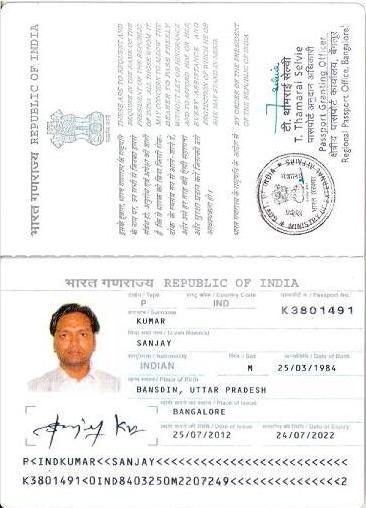 भारत गणराज्य REPUBLIC OF INDIA
THESE ARE TO REQUEST AND
REQUIRE IN THE NAME OF THE
PRESIDENT OF THE REPUBLIC
OF INDIA ALL THOSE WHOM IT
MAY CONCERN TO ALLOW THE
BEARER TO PASS FREELY
WITHOUT LET OR HINDRANCE
AND TO AFFORD HIM OR HER
EVERY ASSISTANCE AND
PROTECTION OF WHICH HE OR
SHE MAY STAND IN NEED.
BY ORDER OF THE PRESIDENT
OF THE REPUBLIC OF INDIA
टी. थामराई सेल्वी
T. Thamarai Selvie
पासपोर्ट अनुदान अधिकारी
Passport Granting Officer
क्षेत्रीय पासपोर्ट कार्यालय, बेंगलूर
Regional Passport Office, Bangalore
भारत गणराज्य REPUBLIC OF INDIA
टाईप / Type
राष्ट्र कोड / Country Code
पासपोर्ट न. / Passport No.
P
IND
K3801491
उपनाम / Surname
KUMAR
दिया गया नाम / Given Name(s)
SANJAY
राष्ट्रीयता / Nationality
लिंग / Sex
जन्मतिथि / Date of Birth
INDIAN
M
25/03/1984
जन्म स्थान / Place of Birth
BANSDIN, UTTAR PRADESH
जारी करने का स्थान / Place of Issue
BANGALORE
जारी करने की तिथि / Date of Issue
समाप्ति की तिथि / Date of Expiry
25/07/2012
24/07/2022
P<INDKUMAR<<SANJAY<<<<<<<<<<<<<<<<<<<<<<<<<<
K3801491<0IND8403250M2207249<<<<<<<<<<<<<<<2